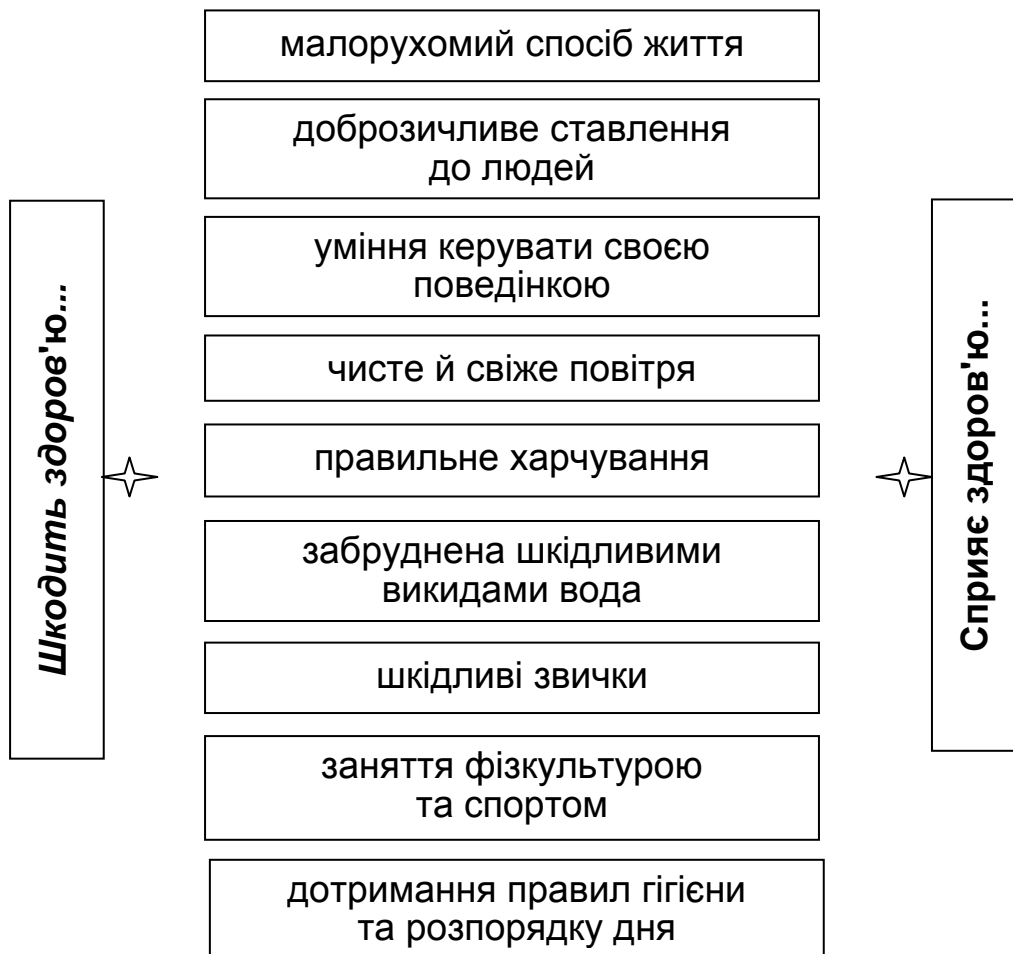 малорухомий спосіб життя
доброзичливе ставлення
до людей
уміння керувати своєю
поведінкою
чисте й свіже повітря
правильне харчування
забруднена шкідливими
викидами вода
шкідливі звички
заняття фізкультурою
та спортом
дотримання правил гігієни
та розпорядку дня
Шкодить здоров'ю...
Сприяє здоров'ю...